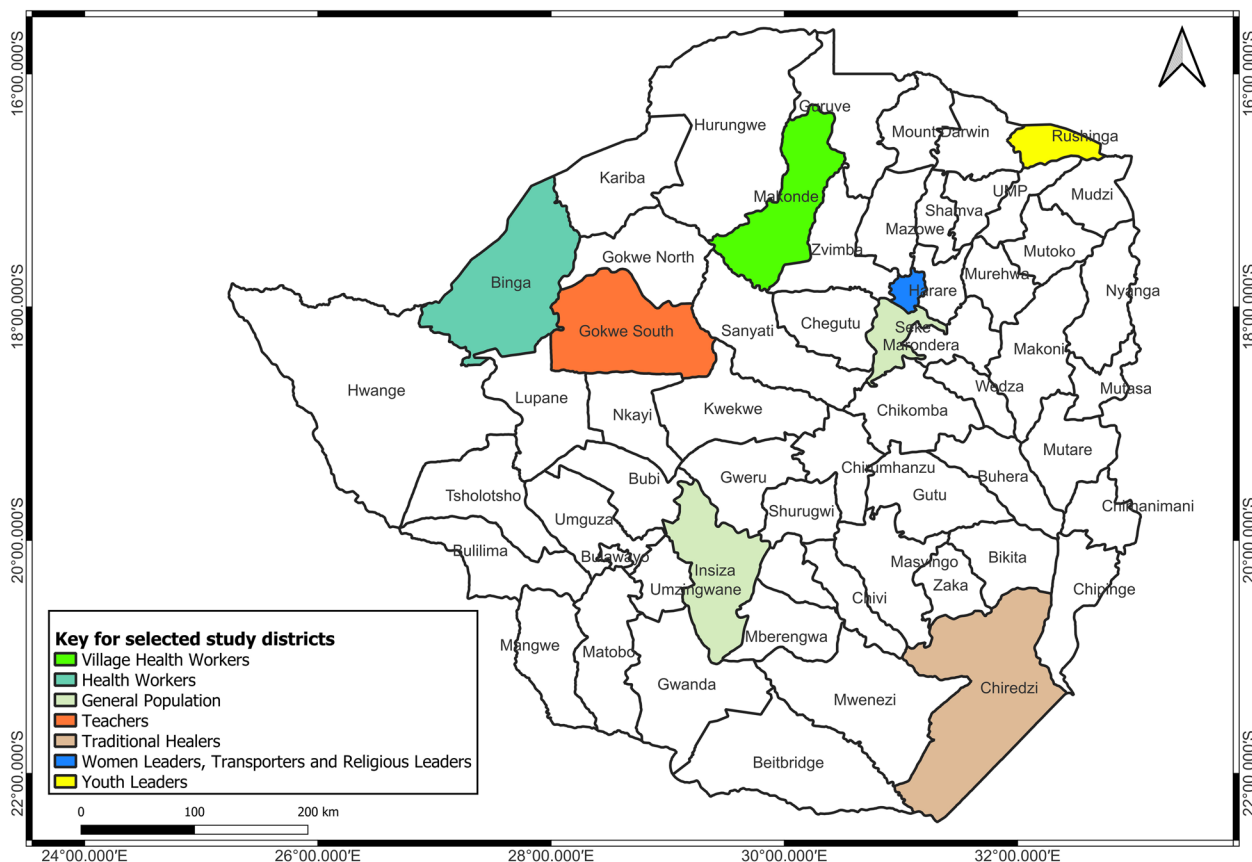 16°00.000'S
18°00.000'S
20°00.000'S
22°00.000'S
Guruve
Hurungwe
Mount Darwin
Rushinga
Kariba
Makonde
UMP
Mudzi
Shamva
Mazowe
Zvimba
Mutoko
Gokwe North
Murehwa
Binga
Harare
Nyanga
Gokwe South
Sanyati
Chegutu
Seke
Marondera
Makoni
Hwange
Lupane
Wedza
Mutasa
Nkayi
Kwekwe
Chikomba
Mutare
Bubi
Gweru
Chirumhanzu
Buhera
Tsholotsho
Gutu
Umguza
Shurugwi
Chimanimani
Bulilima
Bulawayo
Insiza
Masvingo
Bikita
Umzingwane
Zaka
Chipinge
Chivi
Mangwe
Matobo
Mberengwa
Gwanda
Mwenezi
Chiredzi
Beitbridge
Key for selected study districts
Village Health Workers
Health Workers
General Population
Teachers
Traditional Healers
Women Leaders, Transporters and Religious Leaders
Youth Leaders
0 100 200 km
24°00.000'E 26°00.000'E 28°00.000'E 30°00.000'E 32°00.000'E
16°00.000'S
18°00.000'S
20°00.000'S
22°00.000'S